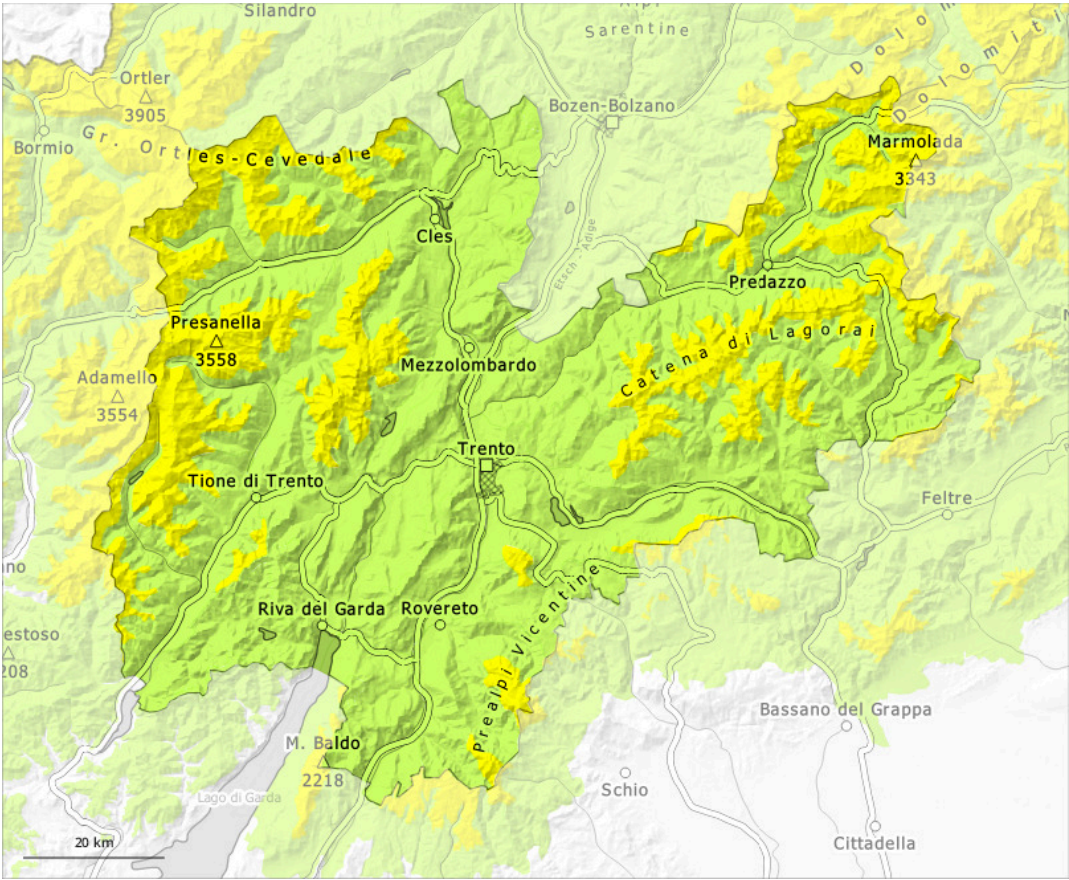 Silandro
Sarentine
Ortler
3905
Bozen-Bolzano
Dolomiti
Bormio
Gr. Ortles-Cevedale
Marmolada
3343
Cles
Etsch - Adige
Predazzo
Presanella
3558
Catena di Lagorai
Mezzolombardo
Adamello
3554
Trento
Tione di Trento
Feltre
Riva del Garda
Rovereto
Prealpi Vicentine
estoso
208
Bassano del Grappa
M. Baldo
2218
Schio
Lago di Garda
20 km
Cittadella